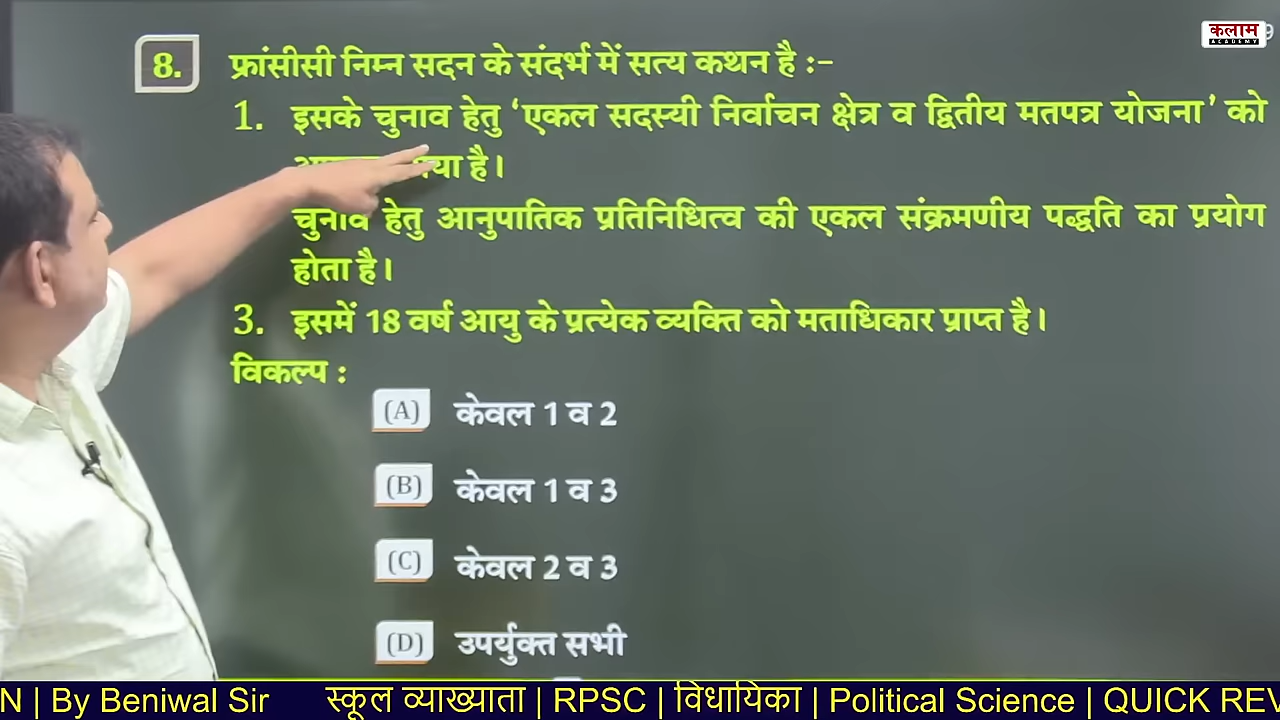 कलाम
ACADEMY
9
8. फ्रांसीसी निम्न सदन के संदर्भ में सत्य कथन है :-
1. इसके चुनाव हेतु ‘एकल सदस्यी निर्वाचन क्षेत्र व द्वितीय मतपत्र योजना’ को
है।
चुनाव हेतु आनुपातिक प्रतिनिधित्व की एकल संक्रमणीय पद्धति का प्रयोग
होता है।
3. इसमें 18 वर्ष आयु के प्रत्येक व्यक्ति को मताधिकार प्राप्त है।
विकल्प :
(A) केवल 1 व 2
(B) केवल 1 व 3
(C) केवल 2 व 3
(D) उपर्युक्त सभी
N | By Beniwal Sir स्कूल व्याख्याता | RPSC | विधायिका | Political Science | QUICK REV